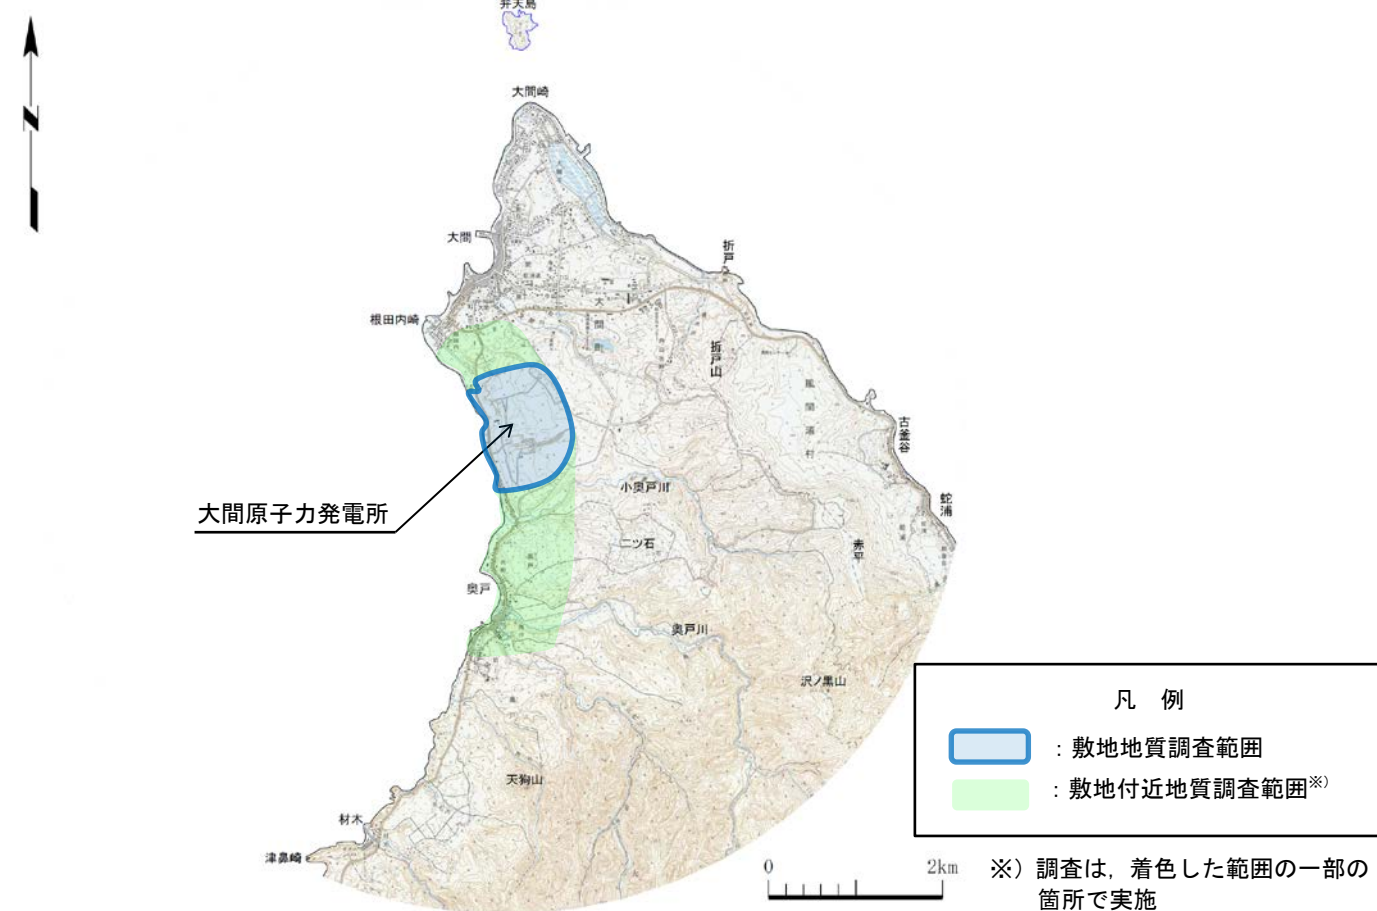 弁天島
N
大間崎
大間
折戸
根田内崎
折戸山
風間浦村
古釜谷
蛇浦
小奥戸川
大間原子力発電所
二ツ石
赤平
奥戸
奥戸川
沢ノ黒山
天狗山
材木
津鼻崎
凡 例
：敷地地質調査範囲
：敷地付近地質調査範囲※）
0 2km
※）調査は，着色した範囲の一部の
箇所で実施